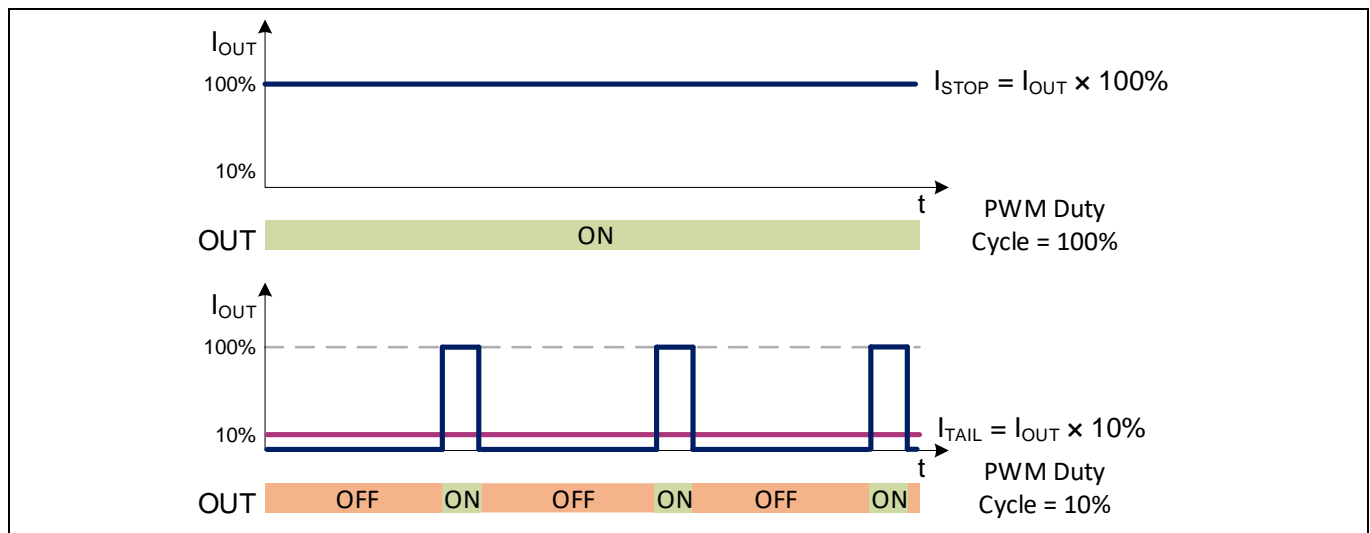 IOUT
100%
ISTOP = IOUT × 100%
10%
t
PWM Duty
Cycle = 100%
OUT
ON
IOUT
100%
10%
ITAIL = IOUT × 10%
t
PWM Duty
Cycle = 10%
OUT
OFF ON OFF ON OFF ON